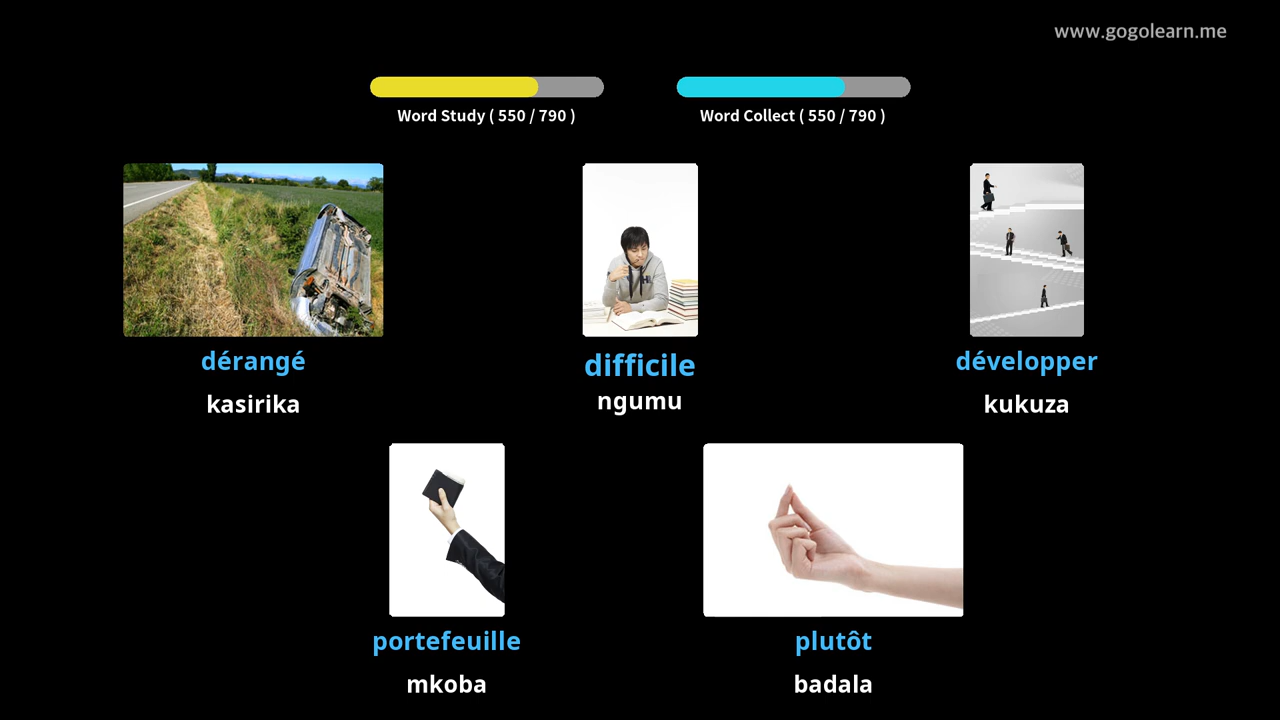 www.gogolearn.me
Word Study ( 550 / 790 )
Word Collect ( 550 / 790 )
dérangé
kasirika
difficile
ngumu
développer
kukuza
portefeuille
mkoba
plutôt
badala